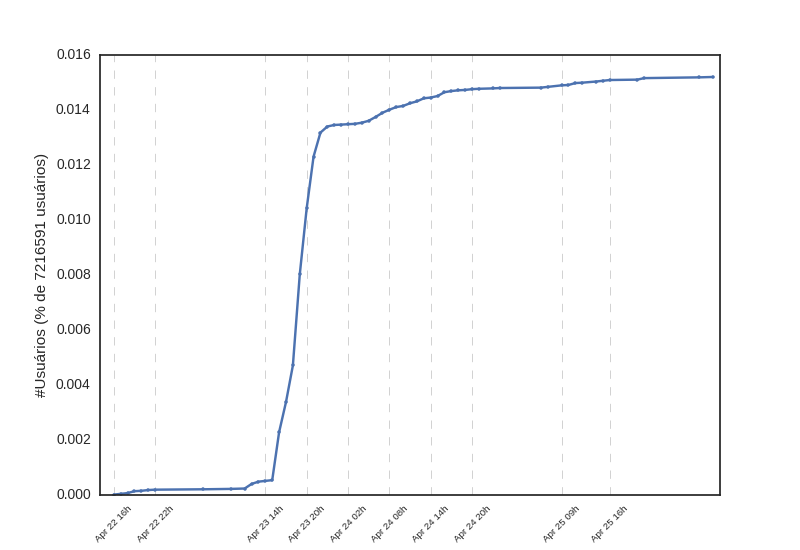 0.016
0.014
0.012
0.010
0.008
0.006
0.004
0.002
0.000
#Usuários (% de 7216591 usuários)
Apr 22 16h
Apr 22 22h
Apr 23 14h
Apr 23 20h
Apr 24 02h
Apr 24 08h
Apr 24 14h
Apr 24 20h
Apr 25 09h
Apr 25 16h